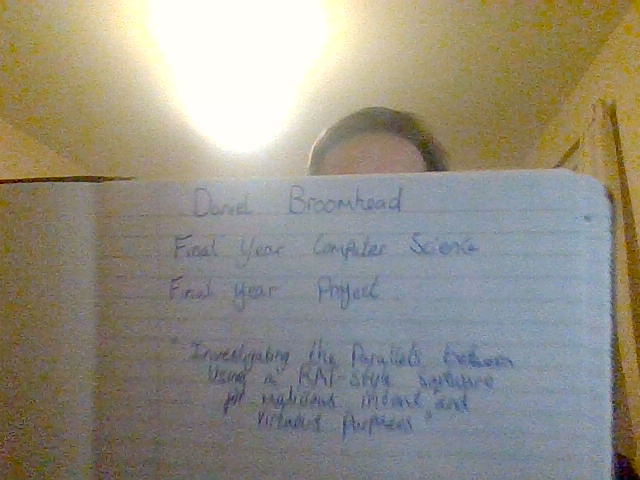 Daniel Broomhead
Final Year Computer Science
Final Year Project
"Investigating the Parallels between
Using a RAT-Style software
for malicious intent and
virtuous purposes"